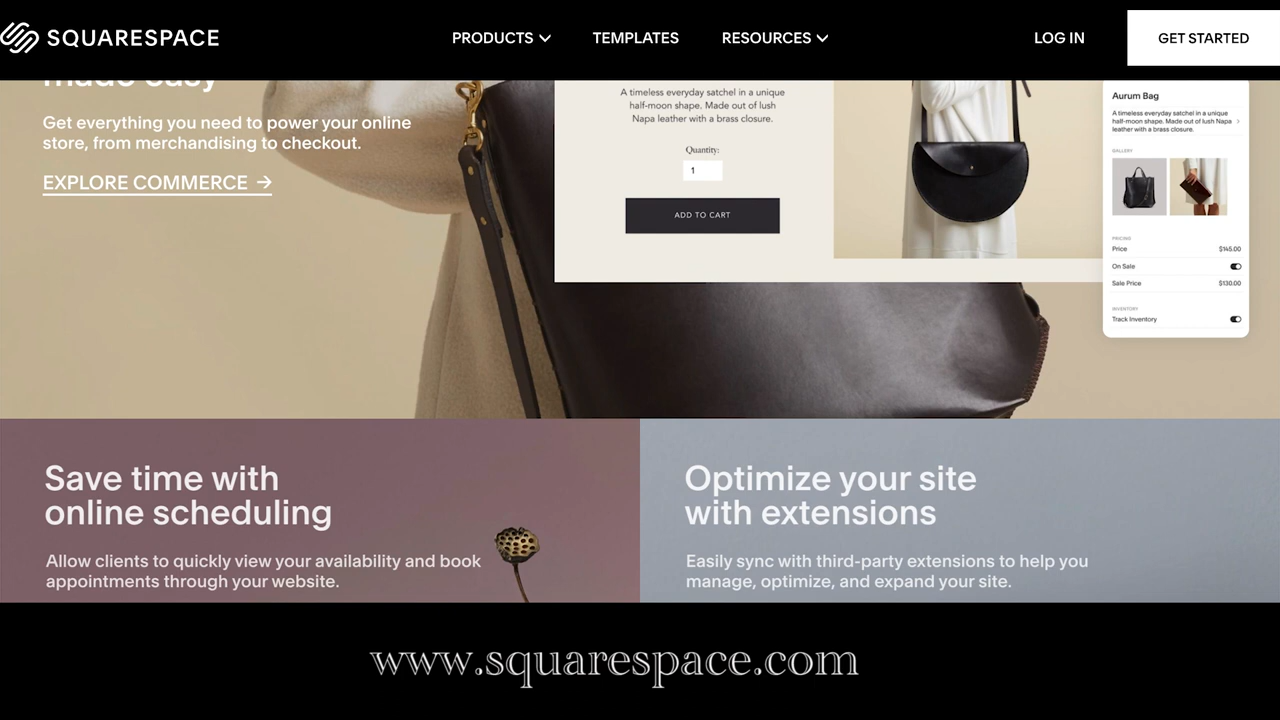 SQUARESPACE
PRODUCTS
TEMPLATES
RESOURCES
LOG IN
GET STARTED
made easy
Get everything you need to power your online
store, from merchandising to checkout.
EXPLORE COMMERCE →
A timeless everyday satchel in a unique
half-moon shape. Made out of lush
Napa leather with a brass closure.
Quantity:
1
ADD TO CART
Aurum Bag
A timeless everyday satchel in a unique
half-moon shape. Made out of lush Napa
leather with a brass closure.
GALLERY
PRICING
Price $145.00
On Sale
Sale Price $130.00
INVENTORY
Track Inventory
Save time with
online scheduling
Allow clients to quickly view your availability and book
appointments through your website.
Optimize your site
with extensions
Easily sync with third-party extensions to help you
manage, optimize, and expand your site.
www.squarespace.com